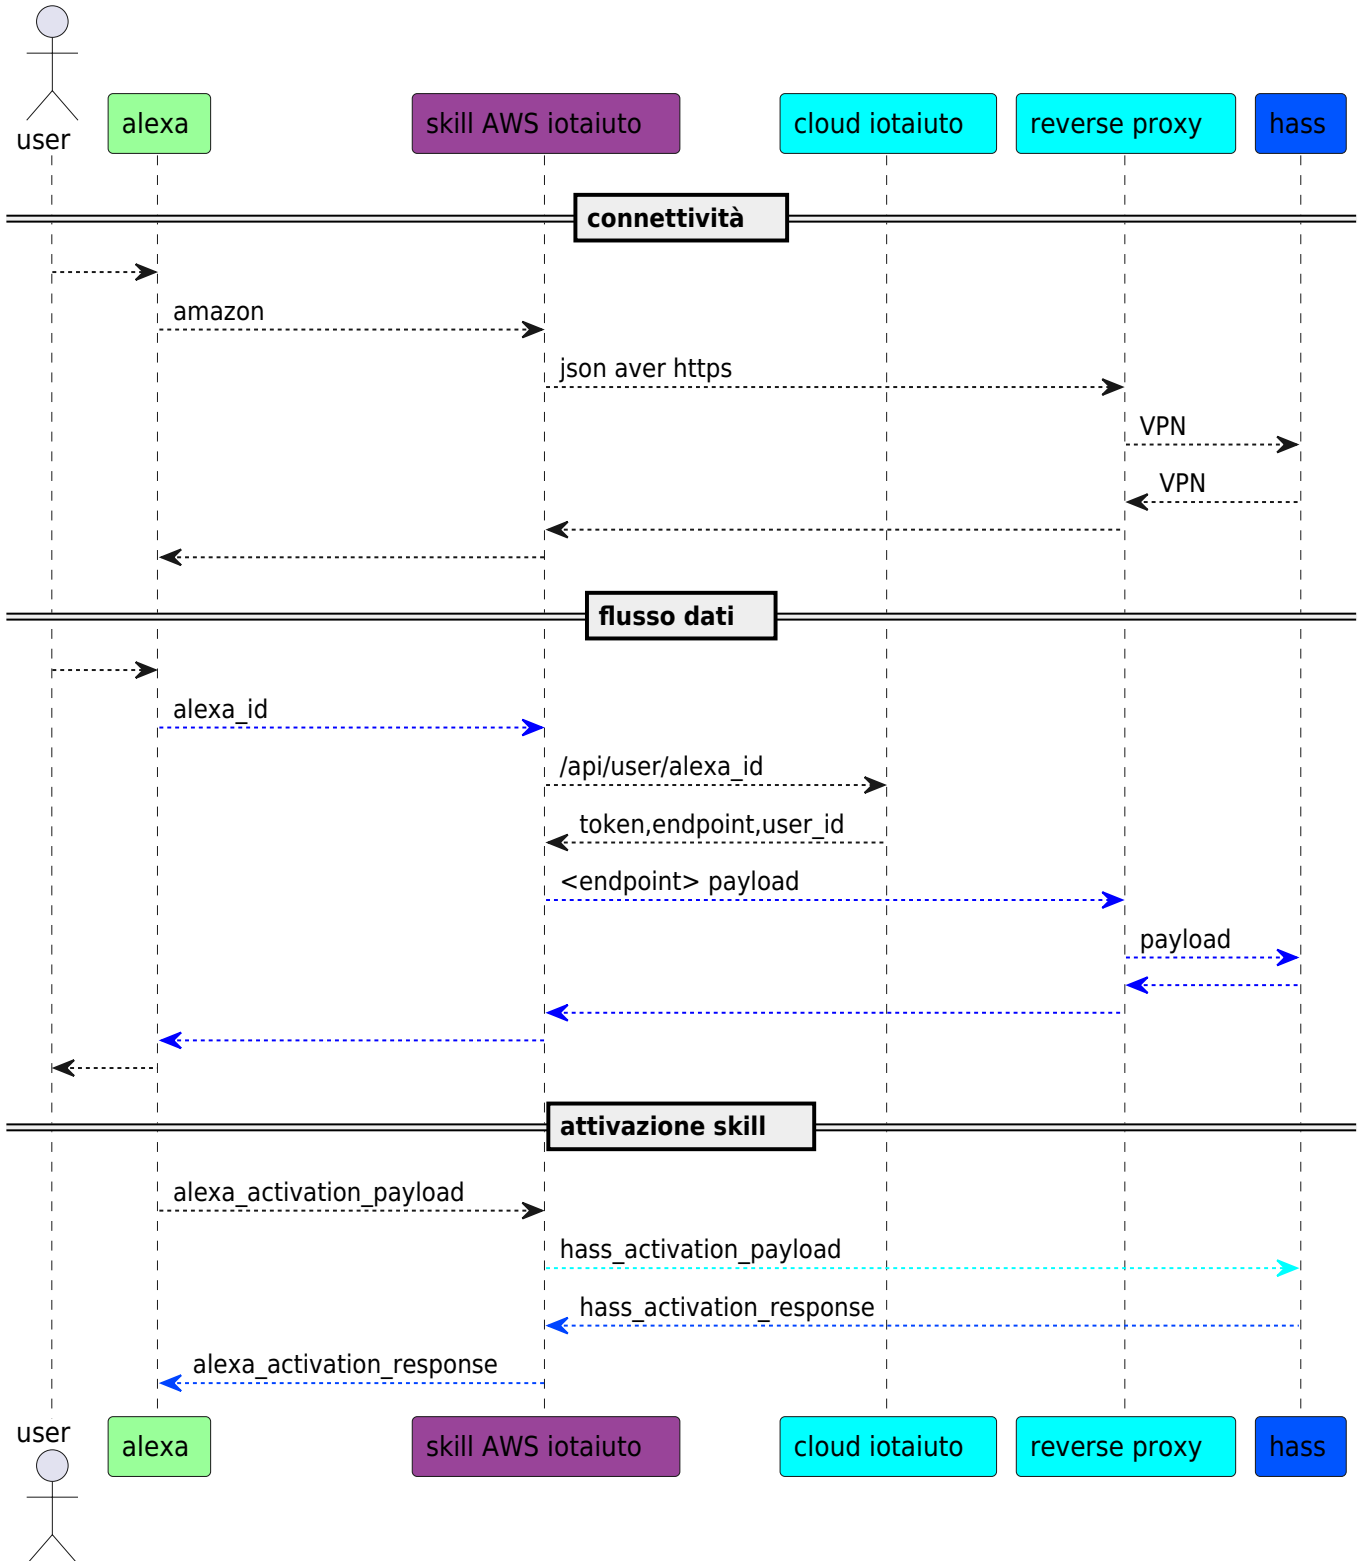 user
alexa
skill AWS iotaiuto
cloud iotaiuto
reverse proxy
hass
connettività
amazon
json aver https
VPN
VPN
flusso dati
alexa_id
/api/user/alexa_id
token,endpoint,user_id
<endpoint> payload
payload
attivazione skill
alexa_activation_payload
hass_activation_payload
hass_activation_response
alexa_activation_response
user
alexa
skill AWS iotaiuto
cloud iotaiuto
reverse proxy
hass